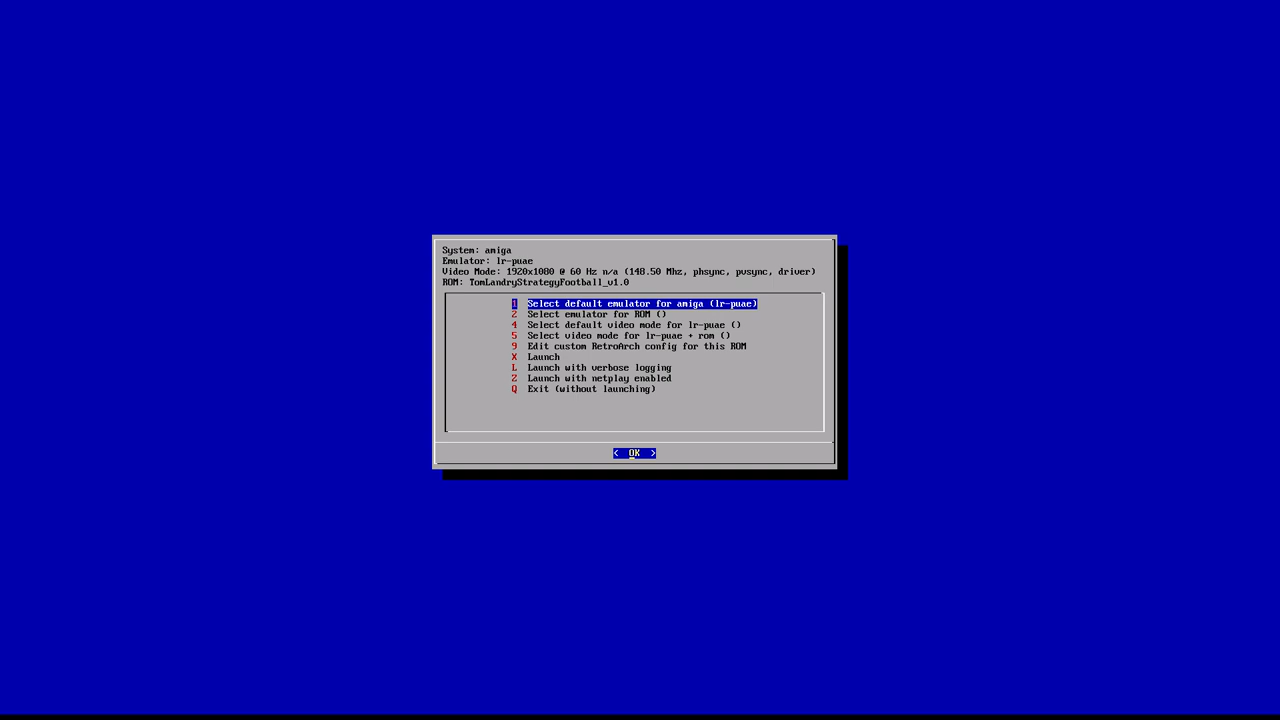 System: amiga
Emulator: lr-puae
Video Mode: 1920x1080 @ 60 Hz n/a (148.50 Mhz, phsync, pvsync, driver)
ROM: TomLandryStrategyFootball_v1.0
1 Select default emulator for amiga (lr-puae)
2 Select emulator for ROM ()
4 Select default video mode for lr-puae ()
5 Select video mode for lr-puae + rom ()
9 Edit custom RetroArch config for this ROM
X Launch
L Launch with verbose logging
Z Launch with netplay enabled
Q Exit (without launching)
< OK >